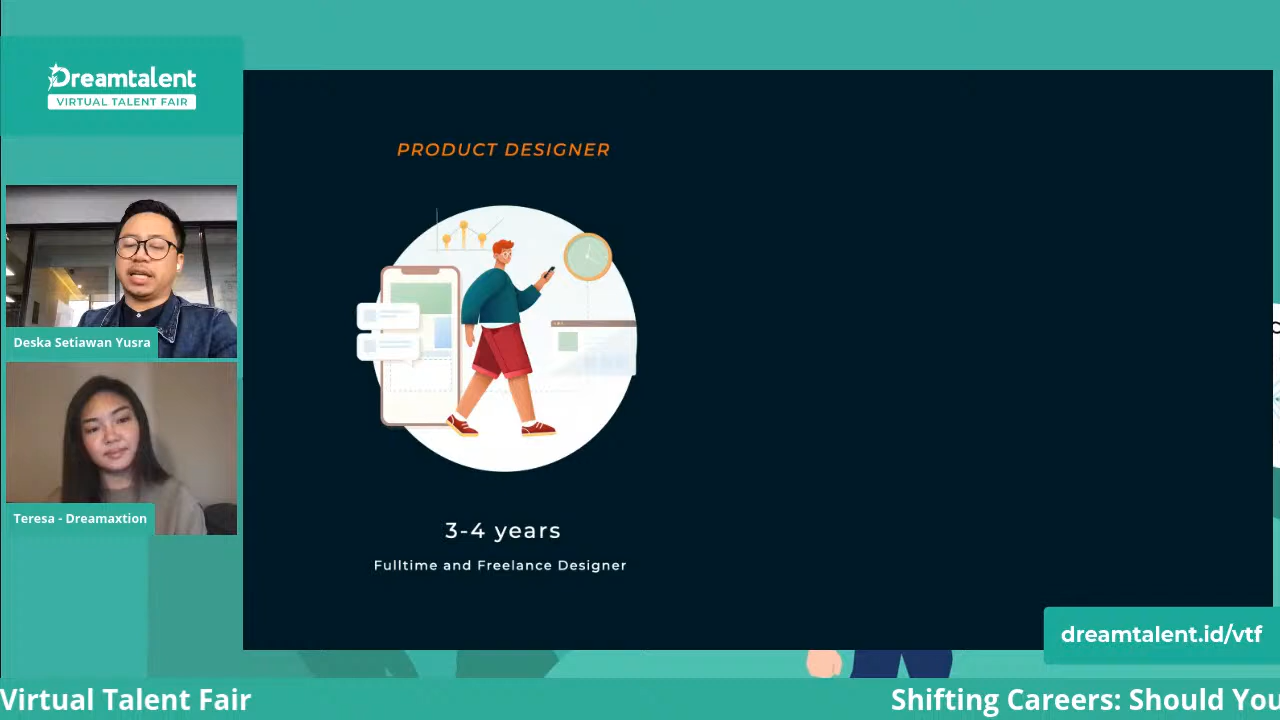 Dreamtalent
VIRTUAL TALENT FAIR
PRODUCT DESIGNER
Deska Setiawan Yusra
Teresa - Dreamaxtion
3-4 years
Fulltime and Freelance Designer
dreamtalent.id/vtf
Virtual Talent Fair
Shifting Careers: Should You